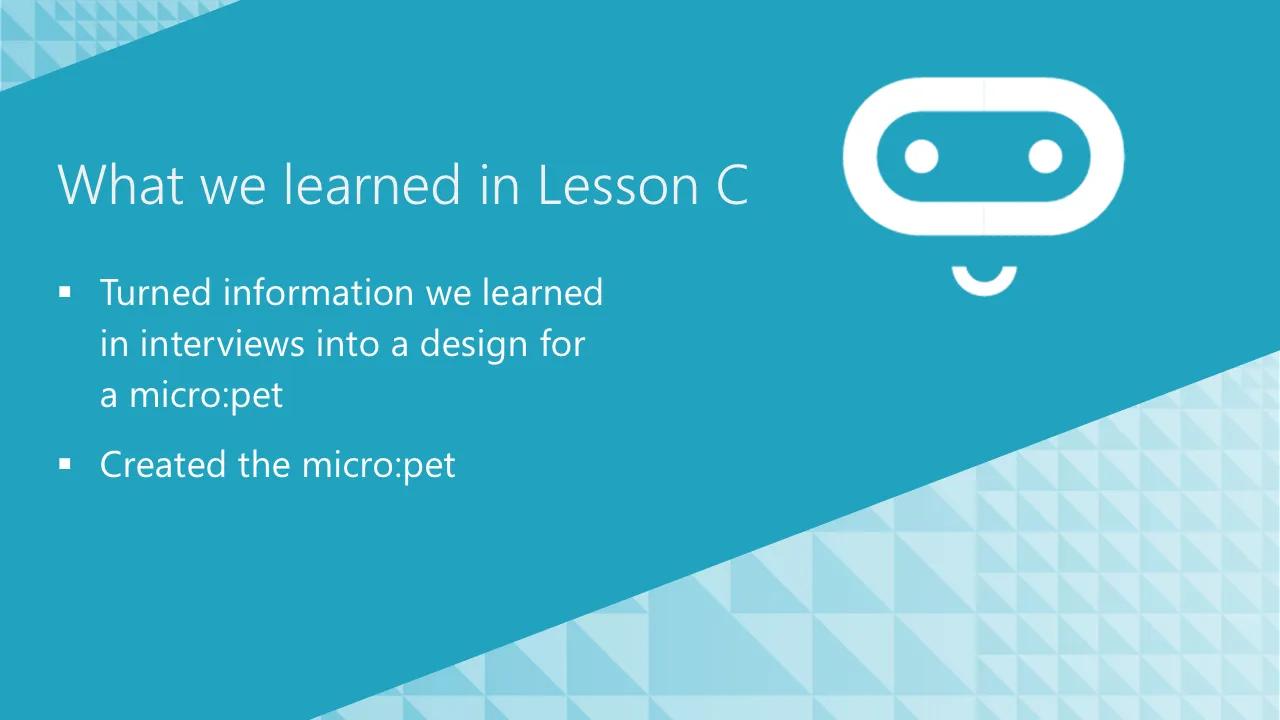 What we learned in Lesson C
▪ Turned information we learned
in interviews into a design for
a micro:pet
▪ Created the micro:pet